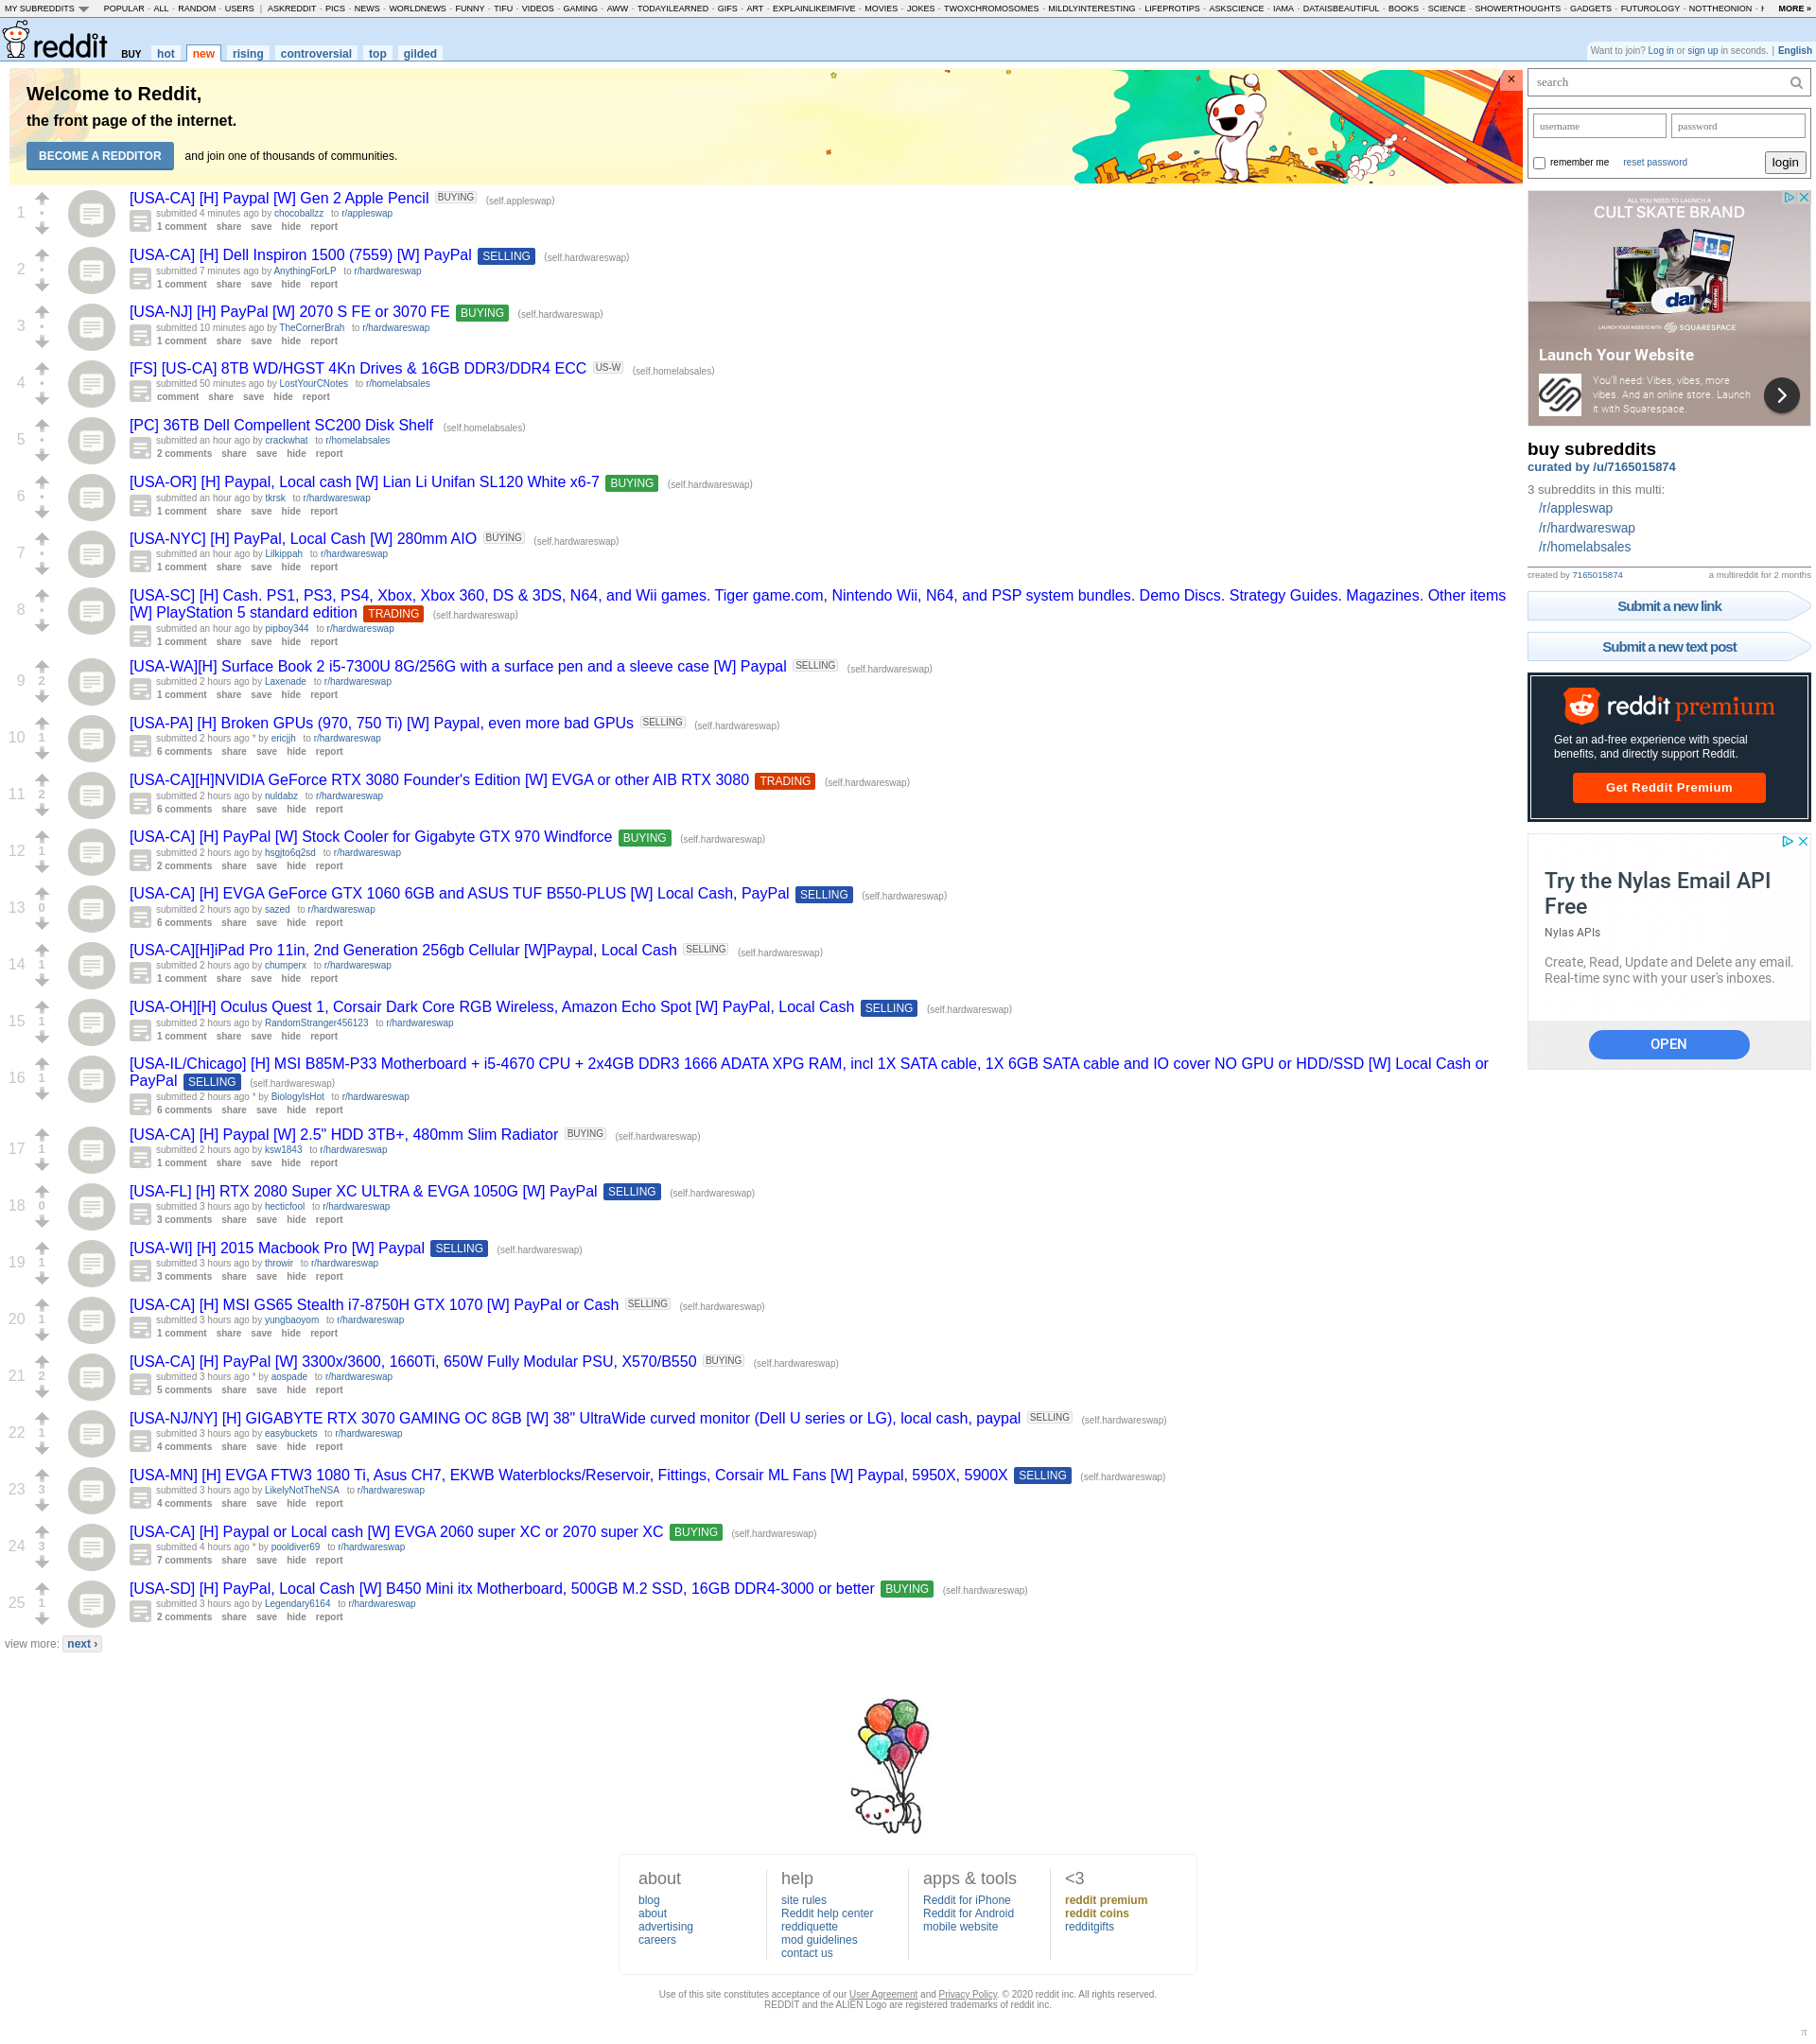 MY SUBREDDITS POPULAR - ALL - RANDOM - USERS | ASKREDDIT - PICS - NEWS - WORLDNEWS - FUNNY - TIFU - VIDEOS - GAMING - AWW - TODAYILEARNED - GIFS - ART - EXPLAINLIKEIMFIVE - MOVIES - JOKES - TWOXCHROMOSOMES - MILDLYINTERESTING - LIFEPROTIPS - ASKSCIENCE - IAMA - DATAISBEAUTIFUL - BOOKS - SCIENCE - SHOWERTHOUGHTS - GADGETS - FUTUROLOGY - NOTTHEONION - MORE »
reddit BUY hot new rising controversial top gilded
Want to join? Log in or sign up in seconds. | English
Welcome to Reddit,
the front page of the internet.
BECOME A REDDITOR and join one of thousands of communities.
×
1
[USA-CA] [H] Paypal [W] Gen 2 Apple Pencil BUYING (self.appleswap)
submitted 4 minutes ago by chocoballzz to r/appleswap
1 comment share save hide report
2
[USA-CA] [H] Dell Inspiron 1500 (7559) [W] PayPal SELLING (self.hardwareswap)
submitted 7 minutes ago by AnythingForLP to r/hardwareswap
1 comment share save hide report
3
[USA-NJ] [H] PayPal [W] 2070 S FE or 3070 FE BUYING (self.hardwareswap)
submitted 10 minutes ago by TheCornerBrah to r/hardwareswap
1 comment share save hide report
4
[FS] [US-CA] 8TB WD/HGST 4Kn Drives & 16GB DDR3/DDR4 ECC US-W (self.homelabsales)
submitted 50 minutes ago by LostYourCNotes to r/homelabsales
comment share save hide report
5
[PC] 36TB Dell Compellent SC200 Disk Shelf (self.homelabsales)
submitted an hour ago by crackwhat to r/homelabsales
2 comments share save hide report
6
[USA-OR] [H] Paypal, Local cash [W] Lian Li Unifan SL120 White x6-7 BUYING (self.hardwareswap)
submitted an hour ago by tkrsk to r/hardwareswap
1 comment share save hide report
7
[USA-NYC] [H] PayPal, Local Cash [W] 280mm AIO BUYING (self.hardwareswap)
submitted an hour ago by Lilkippah to r/hardwareswap
1 comment share save hide report
8
[USA-SC] [H] Cash. PS1, PS3, PS4, Xbox, Xbox 360, DS & 3DS, N64, and Wii games. Tiger game.com, Nintendo Wii, N64, and PSP system bundles. Demo Discs. Strategy Guides. Magazines. Other items
[W] PlayStation 5 standard edition TRADING (self.hardwareswap)
submitted an hour ago by pipboy344 to r/hardwareswap
1 comment share save hide report
9 2
[USA-WA][H] Surface Book 2 i5-7300U 8G/256G with a surface pen and a sleeve case [W] Paypal SELLING (self.hardwareswap)
submitted 2 hours ago by Laxenade to r/hardwareswap
1 comment share save hide report
10 1
[USA-PA] [H] Broken GPUs (970, 750 Ti) [W] Paypal, even more bad GPUs SELLING (self.hardwareswap)
submitted 2 hours ago * by ericjjh to r/hardwareswap
6 comments share save hide report
11 2
[USA-CA][H]NVIDIA GeForce RTX 3080 Founder's Edition [W] EVGA or other AIB RTX 3080 TRADING (self.hardwareswap)
submitted 2 hours ago by nuldabz to r/hardwareswap
6 comments share save hide report
12 1
[USA-CA] [H] PayPal [W] Stock Cooler for Gigabyte GTX 970 Windforce BUYING (self.hardwareswap)
submitted 2 hours ago by hsgjto6q2sd to r/hardwareswap
2 comments share save hide report
13 0
[USA-CA] [H] EVGA GeForce GTX 1060 6GB and ASUS TUF B550-PLUS [W] Local Cash, PayPal SELLING (self.hardwareswap)
submitted 2 hours ago by sazed to r/hardwareswap
6 comments share save hide report
14 1
[USA-CA][H]iPad Pro 11in, 2nd Generation 256gb Cellular [W]Paypal, Local Cash SELLING (self.hardwareswap)
submitted 2 hours ago by chumperx to r/hardwareswap
1 comment share save hide report
15 1
[USA-OH][H] Oculus Quest 1, Corsair Dark Core RGB Wireless, Amazon Echo Spot [W] PayPal, Local Cash SELLING (self.hardwareswap)
submitted 2 hours ago by RandomStranger456123 to r/hardwareswap
1 comment share save hide report
16 1
[USA-IL/Chicago] [H] MSI B85M-P33 Motherboard + i5-4670 CPU + 2x4GB DDR3 1666 ADATA XPG RAM, incl 1X SATA cable, 1X 6GB SATA cable and IO cover NO GPU or HDD/SSD [W] Local Cash or
PayPal SELLING (self.hardwareswap)
submitted 2 hours ago * by BiologyIsHot to r/hardwareswap
6 comments share save hide report
17 1
[USA-CA] [H] Paypal [W] 2.5" HDD 3TB+, 480mm Slim Radiator BUYING (self.hardwareswap)
submitted 2 hours ago by ksw1843 to r/hardwareswap
1 comment share save hide report
18 0
[USA-FL] [H] RTX 2080 Super XC ULTRA & EVGA 1050G [W] PayPal SELLING (self.hardwareswap)
submitted 3 hours ago by hecticfool to r/hardwareswap
3 comments share save hide report
19 1
[USA-WI] [H] 2015 Macbook Pro [W] Paypal SELLING (self.hardwareswap)
submitted 3 hours ago by throwir to r/hardwareswap
3 comments share save hide report
20 1
[USA-CA] [H] MSI GS65 Stealth i7-8750H GTX 1070 [W] PayPal or Cash SELLING (self.hardwareswap)
submitted 3 hours ago by yungbaoyom to r/hardwareswap
1 comment share save hide report
21 2
[USA-CA] [H] PayPal [W] 3300x/3600, 1660Ti, 650W Fully Modular PSU, X570/B550 BUYING (self.hardwareswap)
submitted 3 hours ago * by aospade to r/hardwareswap
5 comments share save hide report
22 1
[USA-NJ/NY] [H] GIGABYTE RTX 3070 GAMING OC 8GB [W] 38" UltraWide curved monitor (Dell U series or LG), local cash, paypal SELLING (self.hardwareswap)
submitted 3 hours ago by easybuckets to r/hardwareswap
4 comments share save hide report
23 3
[USA-MN] [H] EVGA FTW3 1080 Ti, Asus CH7, EKWB Waterblocks/Reservoir, Fittings, Corsair ML Fans [W] Paypal, 5950X, 5900X SELLING (self.hardwareswap)
submitted 3 hours ago by LikelyNotTheNSA to r/hardwareswap
4 comments share save hide report
24 3
[USA-CA] [H] Paypal or Local cash [W] EVGA 2060 super XC or 2070 super XC BUYING (self.hardwareswap)
submitted 4 hours ago * by pooldiver69 to r/hardwareswap
7 comments share save hide report
25 1
[USA-SD] [H] PayPal, Local Cash [W] B450 Mini itx Motherboard, 500GB M.2 SSD, 16GB DDR4-3000 or better BUYING (self.hardwareswap)
submitted 3 hours ago by Legendary6164 to r/hardwareswap
2 comments share save hide report
view more: next ›
search
username password
remember me reset password login
ALL YOU NEED TO LAUNCH A
CULT SKATE BRAND
dank
LAUNCH YOUR WEBSITE WITH SQUARESPACE
Launch Your Website
You'll need: Vibes, vibes, more
vibes. And an online store. Launch
it with Squarespace.
buy subreddits
curated by /u/7165015874
3 subreddits in this multi:
/r/appleswap
/r/hardwareswap
/r/homelabsales
created by 7165015874 a multireddit for 2 months
Submit a new link
Submit a new text post
reddit premium
Get an ad-free experience with special
benefits, and directly support Reddit.
Get Reddit Premium
Try the Nylas Email API
Free
Nylas APIs
Create, Read, Update and Delete any email.
Real-time sync with your user's inboxes.
OPEN
about
blog
about
advertising
careers
help
site rules
Reddit help center
reddiquette
mod guidelines
contact us
apps & tools
Reddit for iPhone
Reddit for Android
mobile website
<3
reddit premium
reddit coins
redditgifts
Use of this site constitutes acceptance of our User Agreement and Privacy Policy. © 2020 reddit inc. All rights reserved.
REDDIT and the ALIEN Logo are registered trademarks of reddit inc.
π